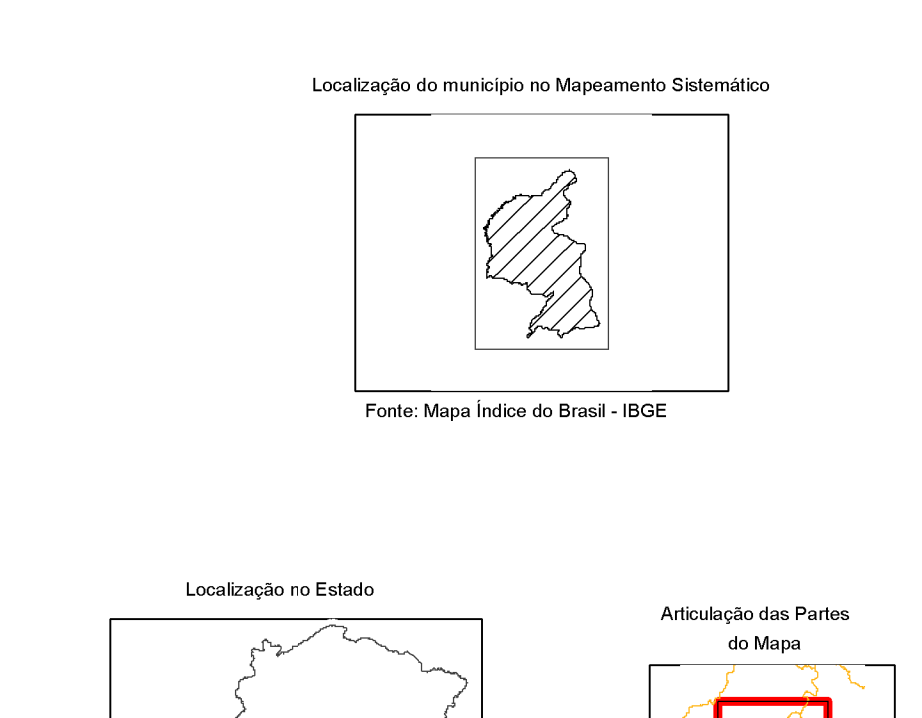 Localização do município no Mapeamento Sistemático
Fonte: Mapa Índice do Brasil - IBGE
Localização no Estado
Articulação das Partes
do Mapa